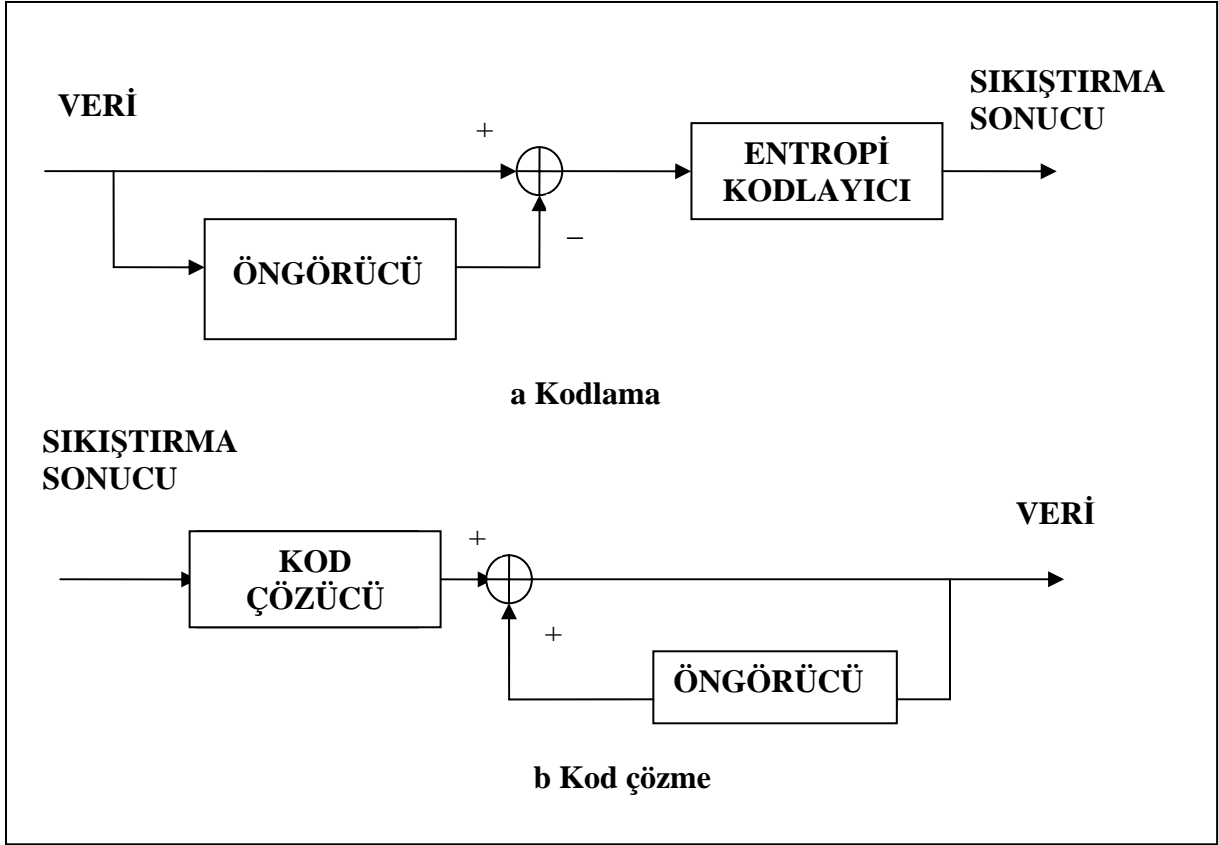 VERİ
SIKIŞTIRMA
SONUCU
+
ENTROPİ
KODLAYICI
−
ÖNGÖRÜCÜ
a Kodlama
SIKIŞTIRMA
SONUCU
VERİ
KOD
ÇÖZÜCÜ
+
+
ÖNGÖRÜCÜ
b Kod çözme